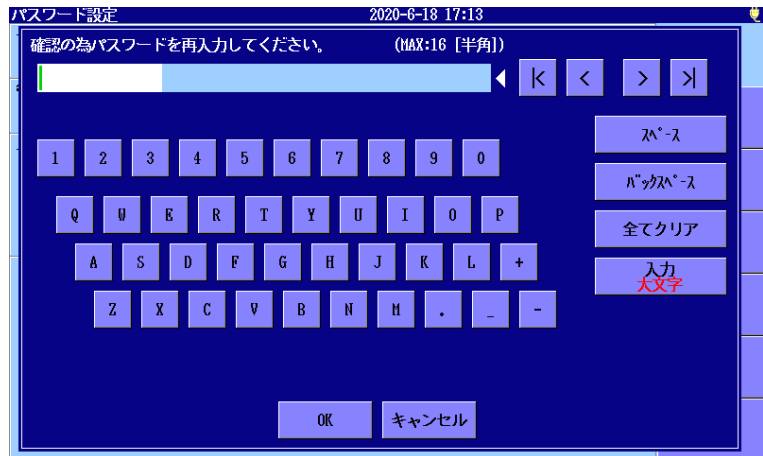 パスワード設定 2020-6-18 17:13
確認の為パスワードを再入力してください。 (MAX:16 [半角])
|< < > >|
ｽﾍﾟｰｽ
1 2 3 4 5 6 7 8 9 0
ﾊﾞｯｸｽﾍﾟｰｽ
Q W E R T Y U I O P
全てクリア
A S D F G H J K L +
入力
大文字
Z X C V B N M . _ -
OK キャンセル